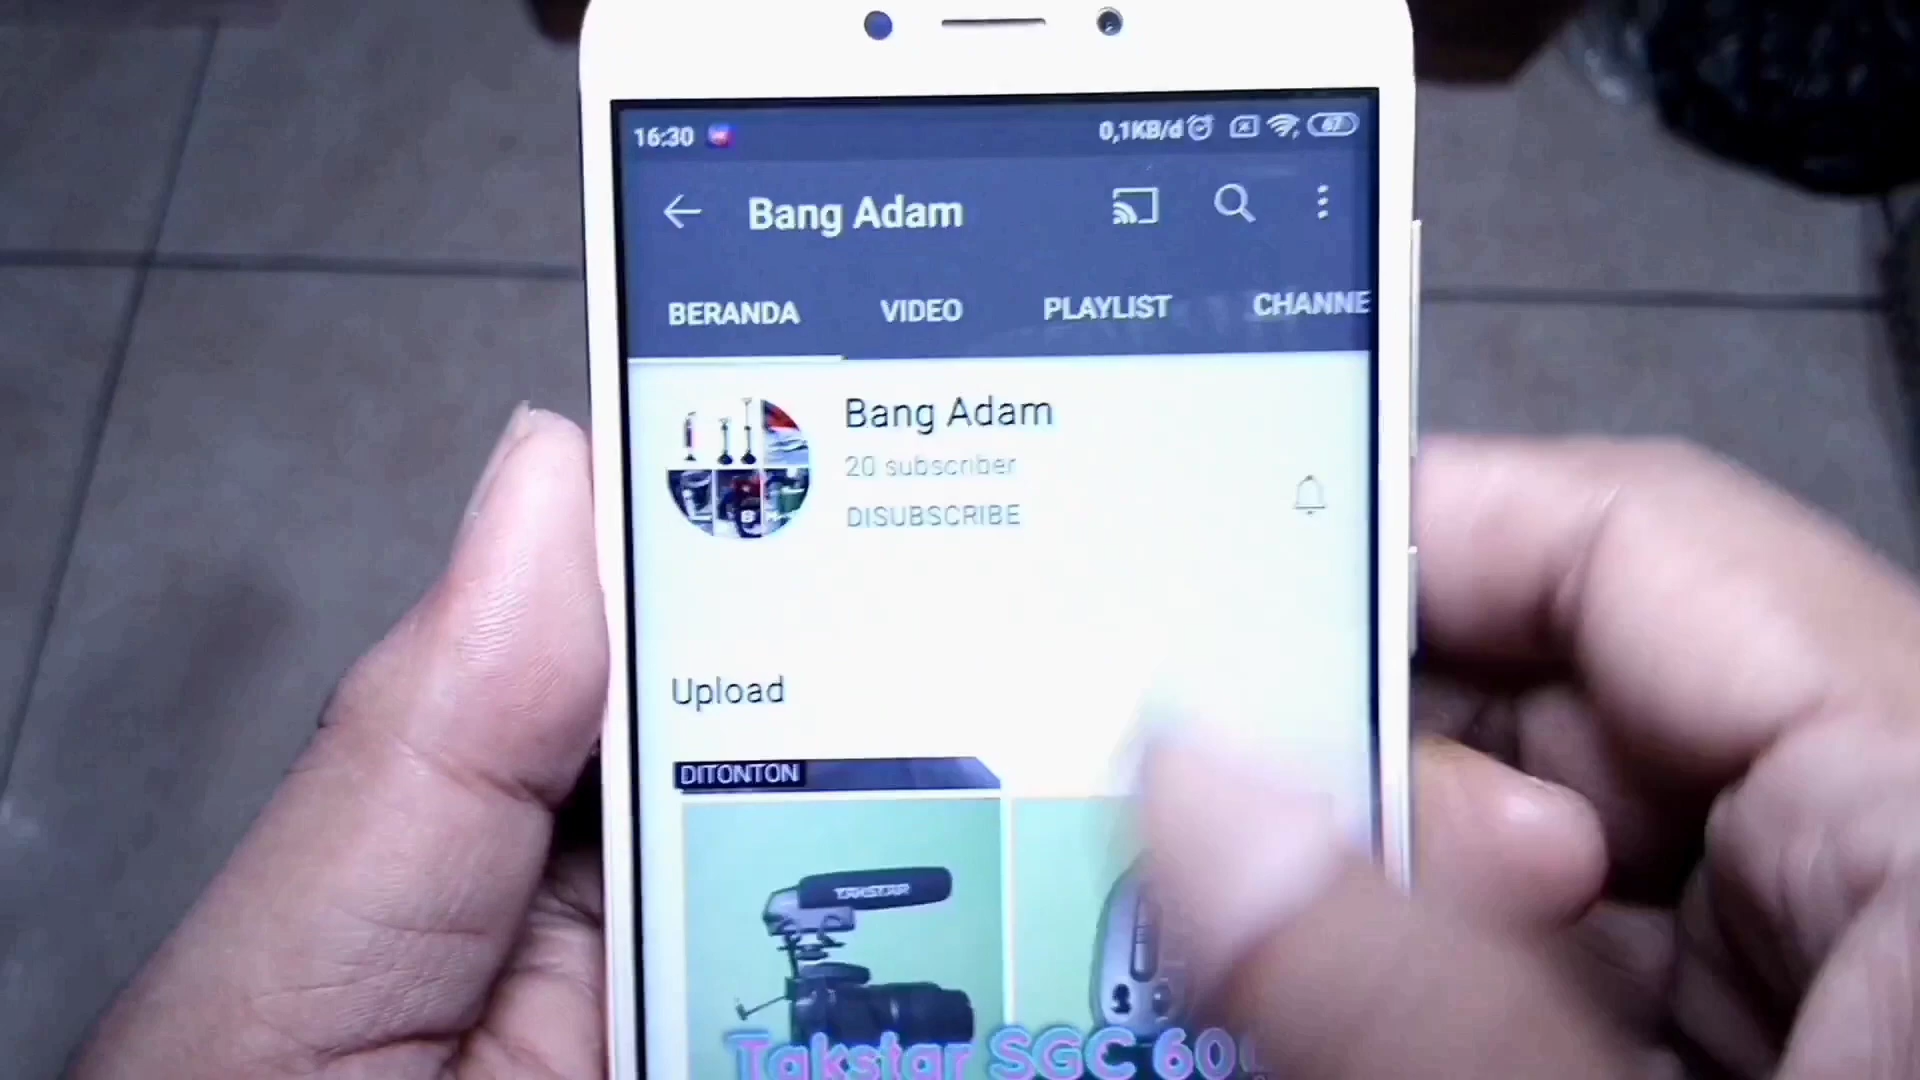 16:30 0,1KB/d 67
Bang Adam
BERANDA VIDEO PLAYLIST CHANNE
Bang Adam
20 subscriber
DISUBSCRIBE
Upload
DITONTON
TAKSTAR
Takstar SGC 60